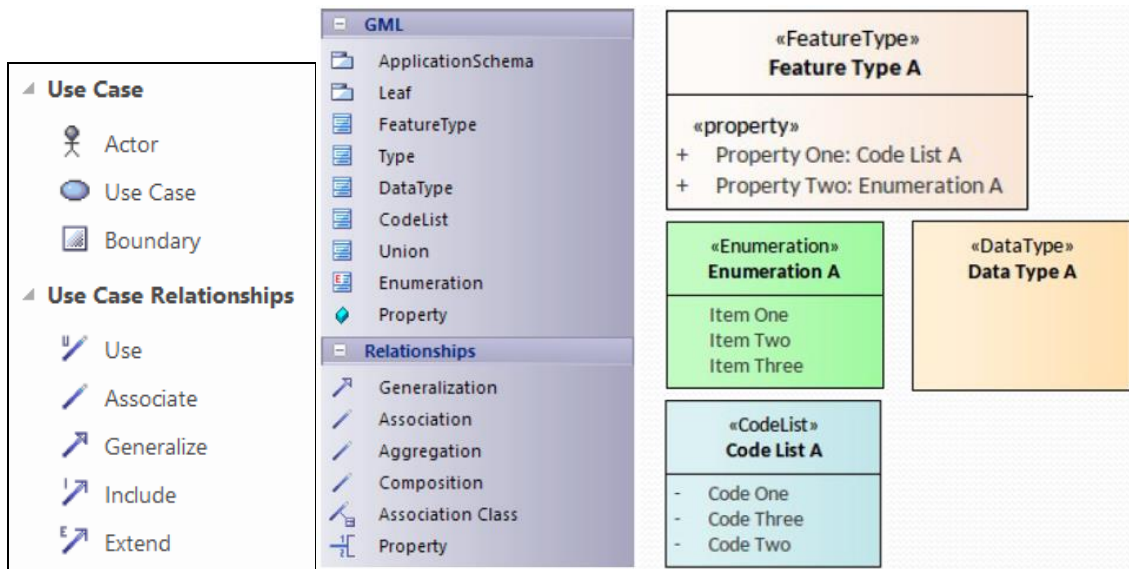 Use Case
Actor
Use Case
Boundary
Use Case Relationships
U Use
Associate
Generalize
I Include
E Extend
GML
ApplicationSchema
Leaf
FeatureType
Type
DataType
CodeList
Union
E Enumeration
Property
Relationships
Generalization
Association
Aggregation
Composition
Association Class
Property
«FeatureType»
Feature Type A
«property»
+ Property One: Code List A
+ Property Two: Enumeration A
«Enumeration»
Enumeration A
Item One
Item Two
Item Three
«DataType»
Data Type A
«CodeList»
Code List A
- Code One
- Code Three
- Code Two